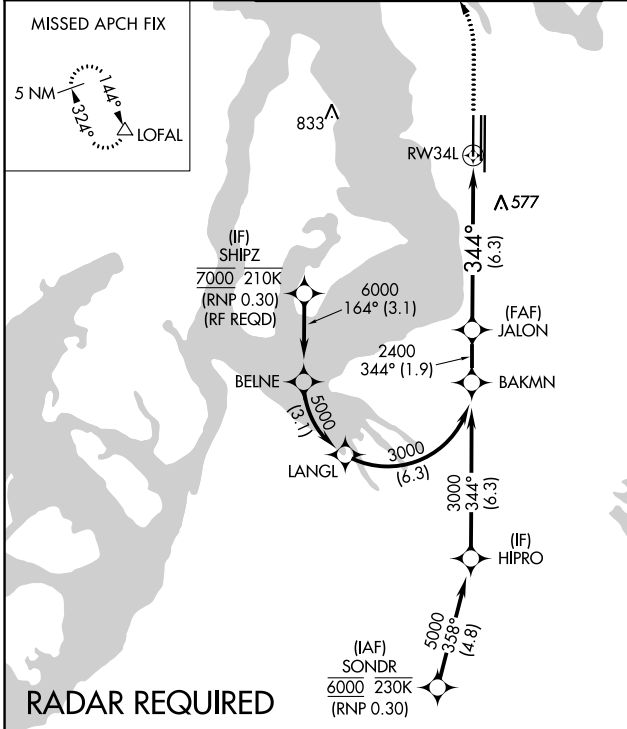 MISSED APCH FIX
5 NM
144°
324°
LOFAL
833
RW34L
577
344°
(6.3)
(IF)
SHIPZ
7000 210K
(RNP 0.30)
(RF REQD)
6000
164° (3.1)
(FAF)
JALON
2400
344° (1.9)
BELNE
BAKMN
5000
(3.1)
LANGL
3000
(6.3)
3000
344°
(6.3)
(IF)
HIPRO
5000
358°
(4.8)
(IAF)
SONDR
6000 230K
(RNP 0.30)
RADAR REQUIRED